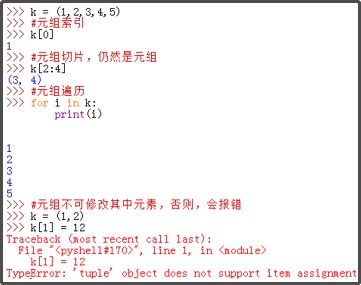 >>> k = (1,2,3,4,5)
>>> #元组索引
>>> k[0]
1
>>> #元组切片，仍然是元组
>>> k[2:4]
(3, 4)
>>> #元组遍历
>>> for i in k:
        print(i)
1
2
3
4
5
>>> #元组不可修改其中元素，否则，会报错
>>> k = (1,2)
>>> k[1] = 12
Traceback (most recent call last):
  File "<pyshell#170>", line 1, in <module>
    k[1] = 12
TypeError: 'tuple' object does not support item assignment